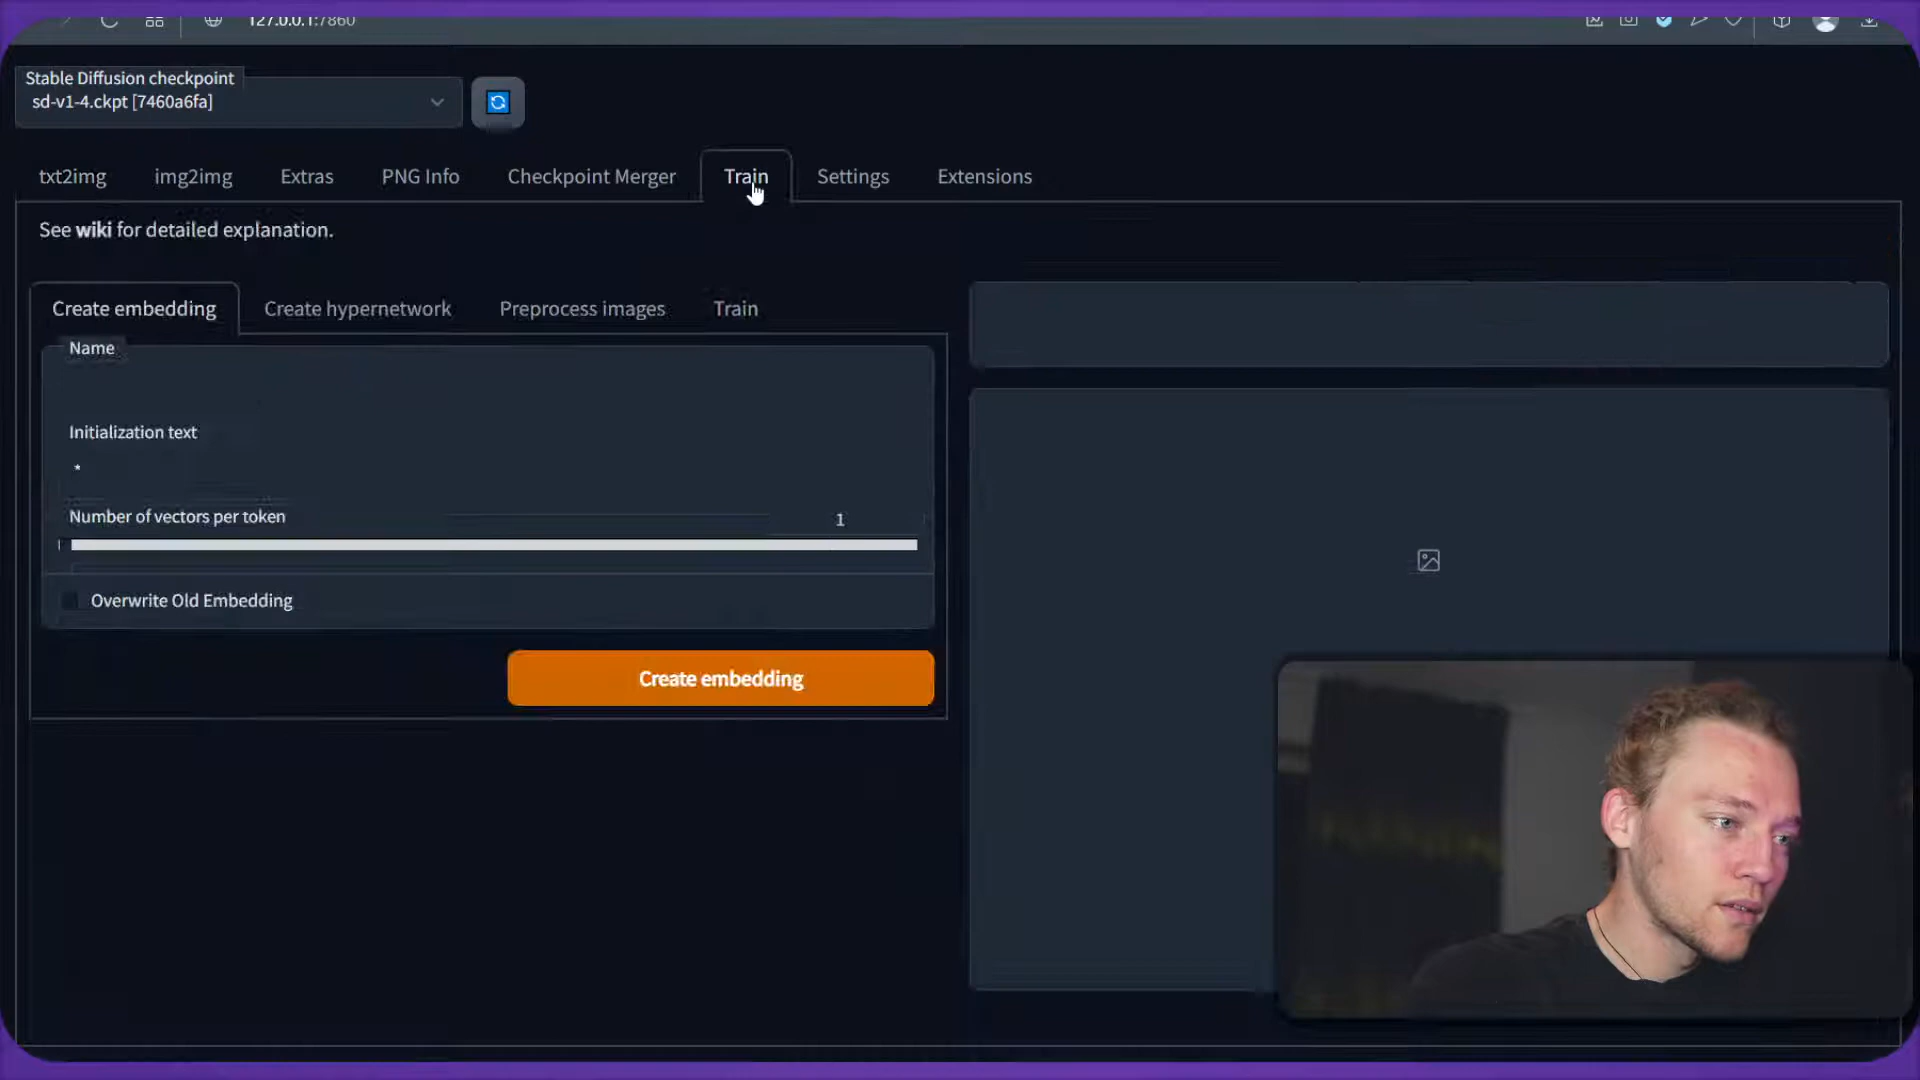 127.0.0.1:7860
Stable Diffusion checkpoint
sd-v1-4.ckpt [7460a6fa]
txt2img img2img Extras PNG Info Checkpoint Merger Train Settings Extensions
See wiki for detailed explanation.
Create embedding Create hypernetwork Preprocess images Train
Name
Initialization text
*
Number of vectors per token
1
Overwrite Old Embedding
Create embedding